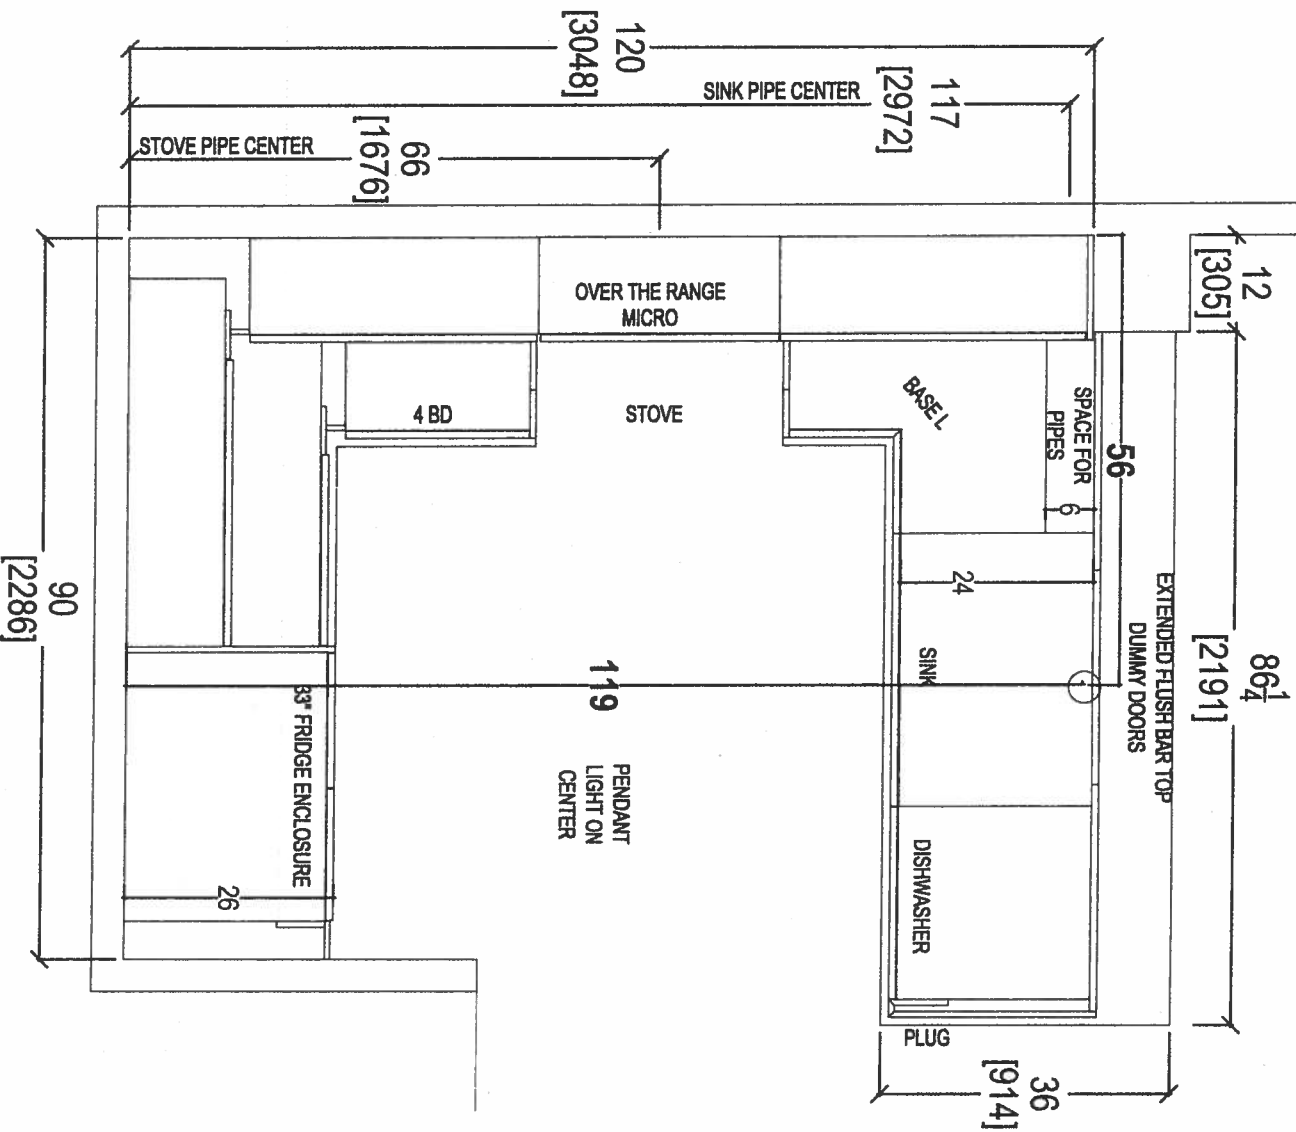 120
[3048]
117
[2972]
SINK PIPE CENTER
66
[1676]
STOVE PIPE CENTER
12
[305]
OVER THE RANGE
MICRO
4 BD
STOVE
BASE L
SPACE FOR
PIPES
6
56
24
SINK
EXTENDED FLUSH BAR TOP
DUMMY DOORS
86 1/4
[2191]
90
[2286]
33" FRIDGE ENCLOSURE
26
119
PENDANT
LIGHT ON
CENTER
DISHWASHER
PLUG
36
[914]